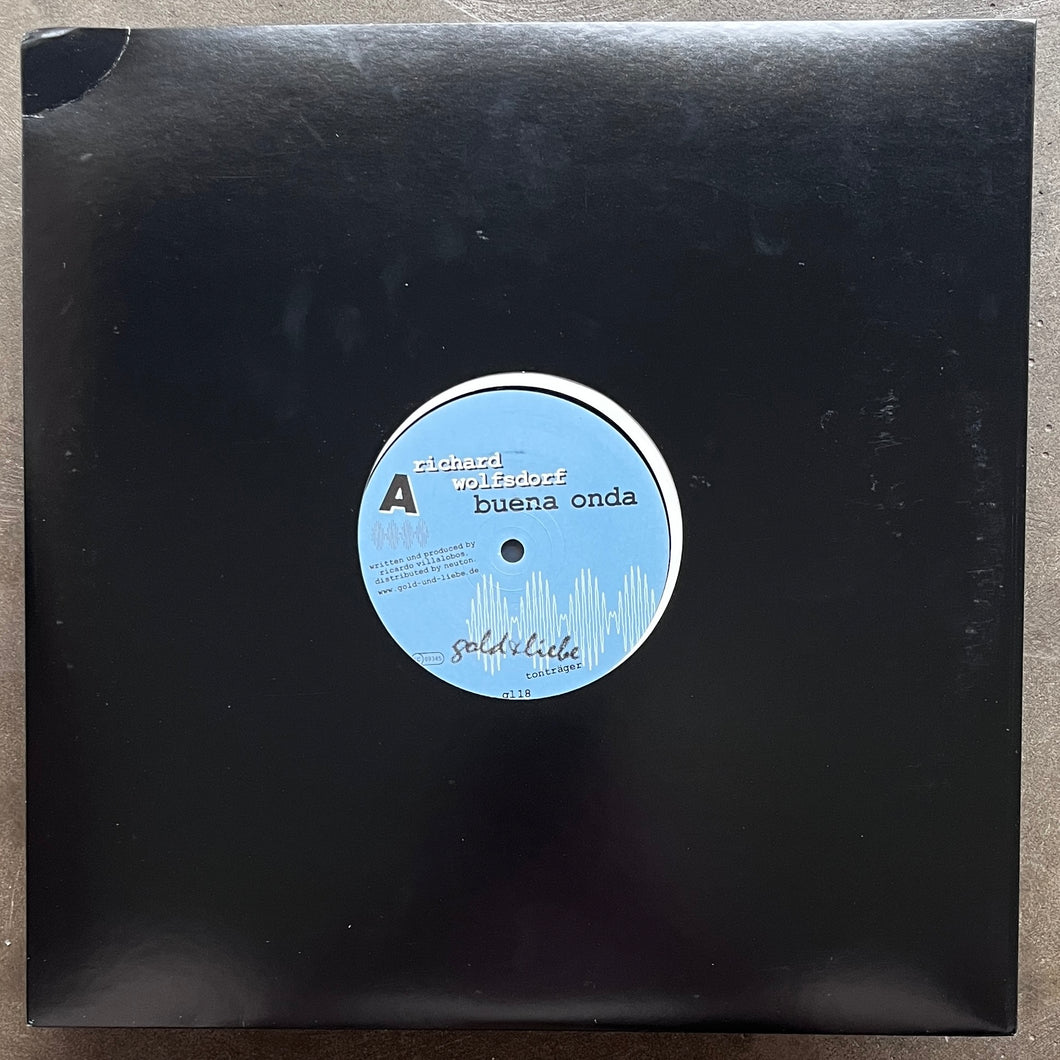 A
richard
wolfsdorf
buena onda
written und produced by
ricardo villalobos.
distributed by neuton.
www.gold-und-liebe.de
gold & liebe
tonträger
09345
gl18